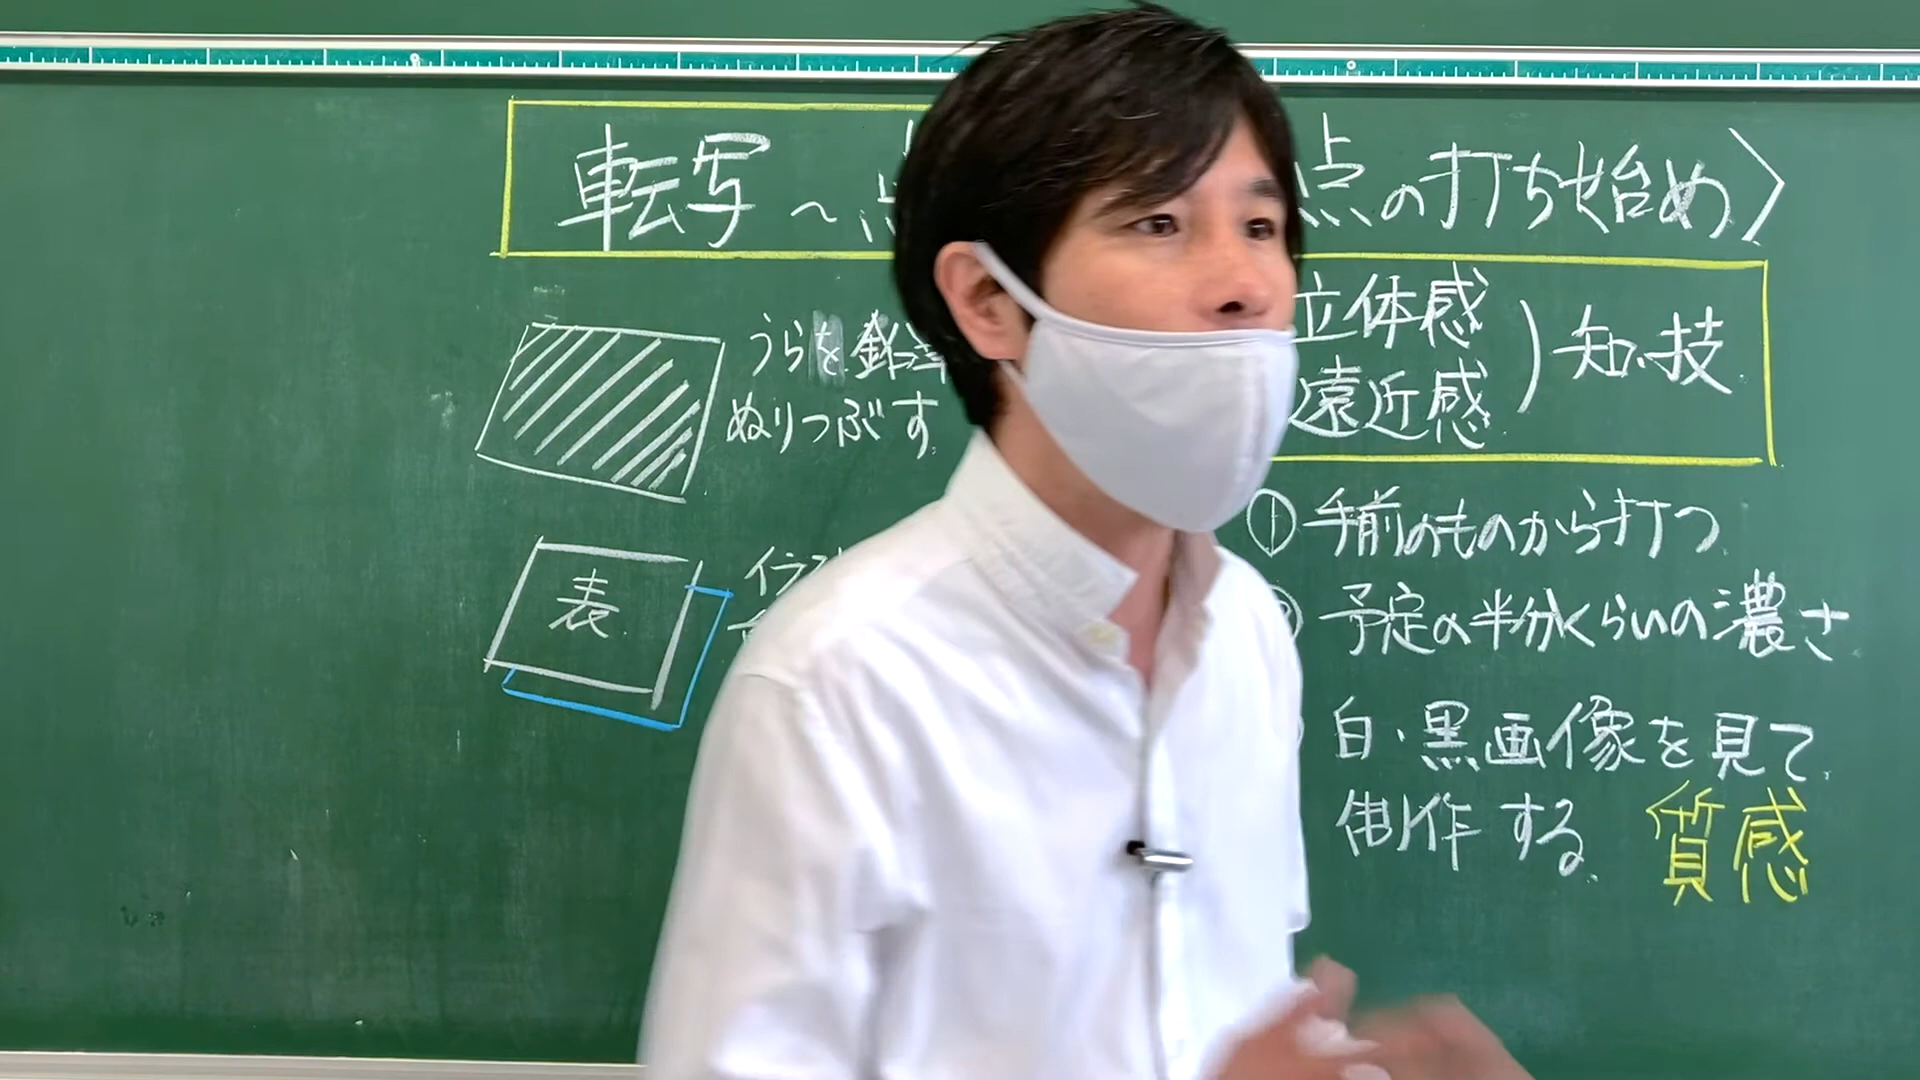 転写〜点
点の打ち始め〉
うらを鉛筆
ぬりつぶす
表
イラ
立体感
遠近感
知・技
① 手前のものから打つ
予定の半分くらいの濃さ
白・黒画像を見て
制作する。
質感